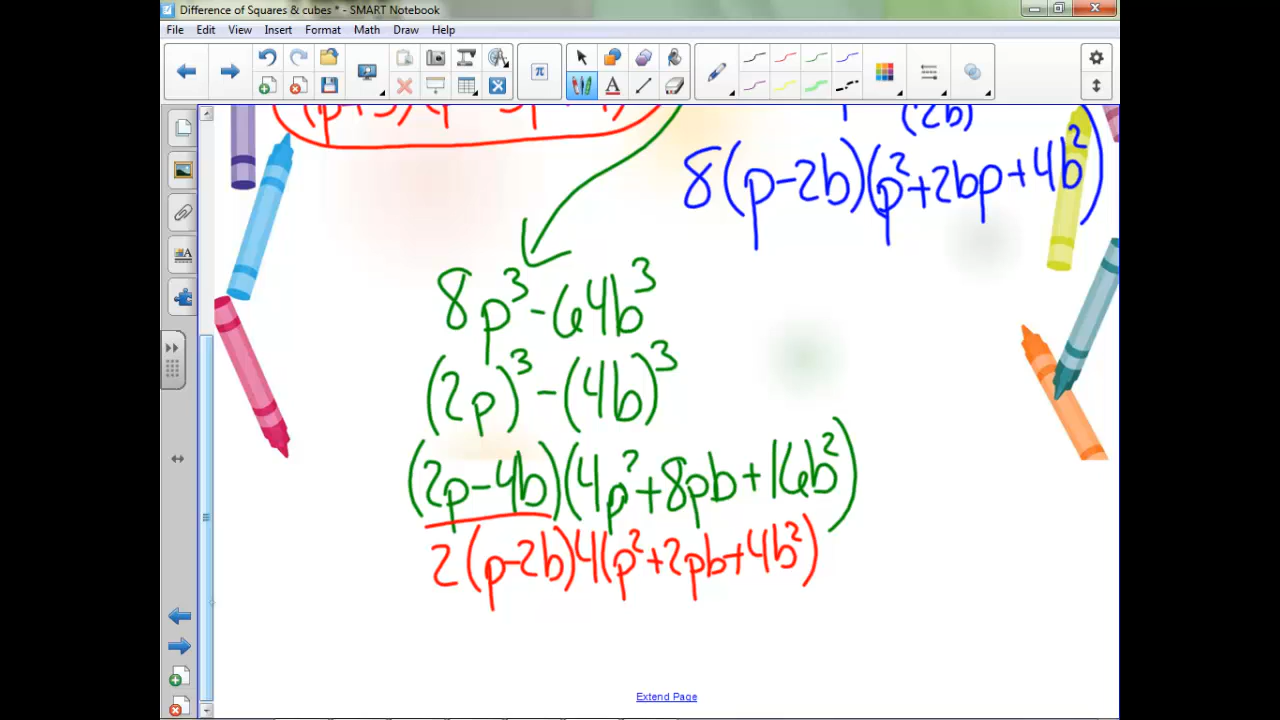 Difference of Squares & cubes * - SMART Notebook
File Edit View Insert Format Math Draw Help
π
A
(2b)
8(p-2b)(p²+2bp+4b²)
8p³-64b³
(2p)³-(4b)³
(2p-4b)(4p²+8pb+16b²)
2(p-2b)4(p²+2pb+4b²)
Extend Page